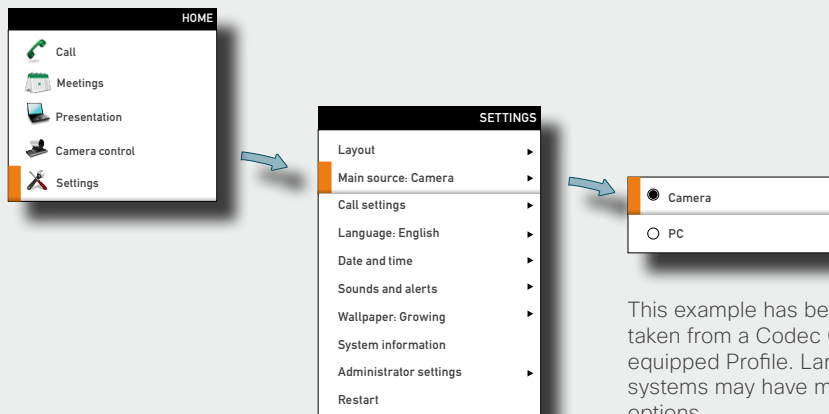 HOME
Call
Meetings
Presentation
Camera control
Settings
SETTINGS
Layout
Main source: Camera
Call settings
Language: English
Date and time
Sounds and alerts
Wallpaper: Growing
System information
Administrator settings
Restart
Camera
PC
This example has
taken from a Codec
equipped Profile.
systems may have
options